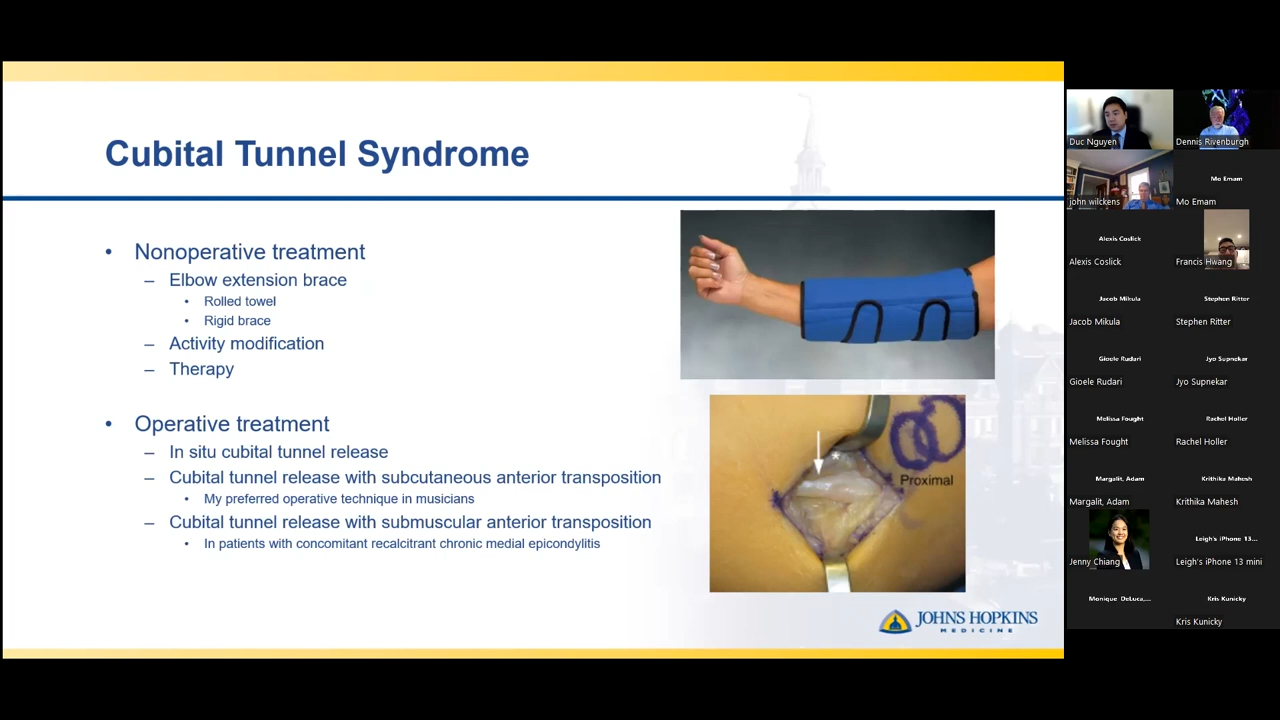 Cubital Tunnel Syndrome
• Nonoperative treatment
– Elbow extension brace
• Rolled towel
• Rigid brace
– Activity modification
– Therapy
• Operative treatment
– In situ cubital tunnel release
– Cubital tunnel release with subcutaneous anterior transposition
• My preferred operative technique in musicians
– Cubital tunnel release with submuscular anterior transposition
• In patients with concomitant recalcitrant chronic medial epicondylitis
*
Proximal
JOHNS HOPKINS
MEDICINE
Duc Nguyen
Dennis Rivenburgh
john wilckens
Mo Emam
Mo Emam
Alexis Coslick
Alexis Coslick
Francis Hwang
Jacob Mikula
Jacob Mikula
Stephen Ritter
Stephen Ritter
Gioele Rudari
Gioele Rudari
Jyo Supnekar
Jyo Supnekar
Melissa Fought
Melissa Fought
Rachel Holler
Rachel Holler
Margalit, Adam
Margalit, Adam
Krithika Mahesh
Krithika Mahesh
Jenny Chiang
Leigh's iPhone 13...
Leigh's iPhone 13 mini
Monique DeLuca,...
Kris Kunicky
Kris Kunicky